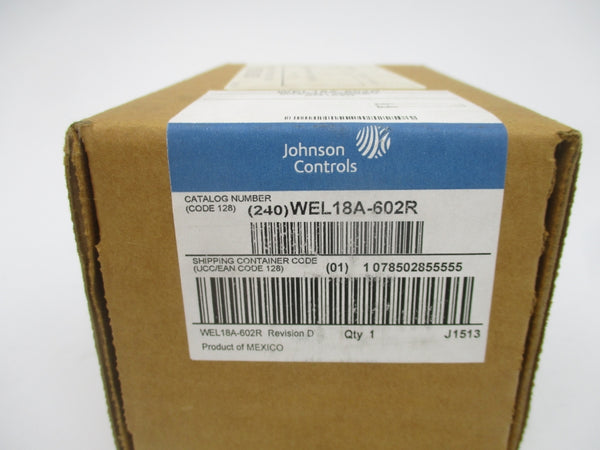 Johnson
Controls
CATALOG NUMBER
(CODE 128) (240)WEL18A-602R
SHIPPING CONTAINER CODE
(UCC/EAN CODE 128) (01) 1 078502855555
WEL18A-602R Revision D Qty 1 J1513
Product of MEXICO